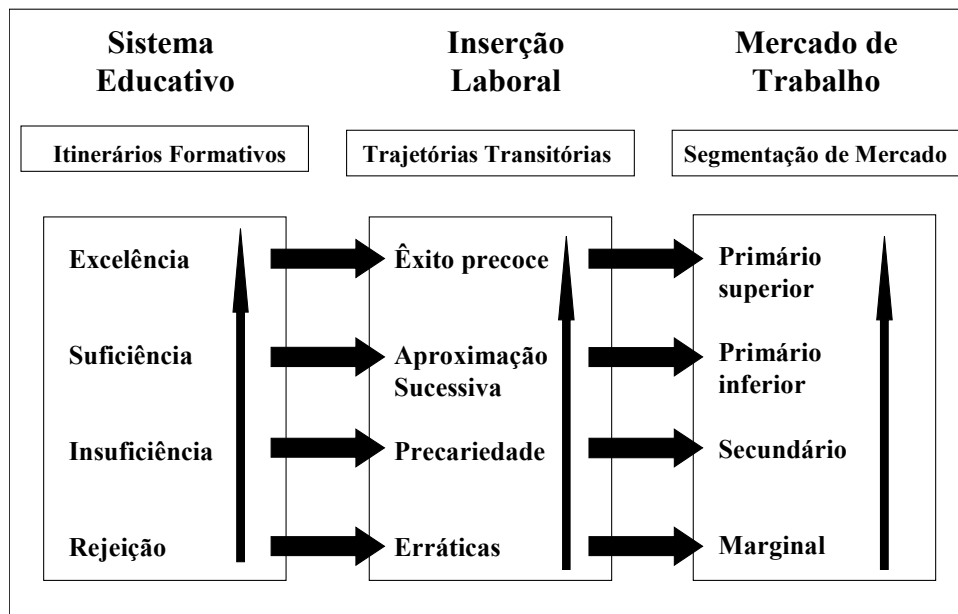 Sistema
Educativo
Inserção
Laboral
Mercado de
Trabalho
Itinerários Formativos
Trajetórias Transitórias
Segmentação de Mercado
Excelência
Êxito precoce
Primário
superior
Suficiência
Aproximação
Sucessiva
Primário
inferior
Insuficiência
Precariedade
Secundário
Rejeição
Erráticas
Marginal